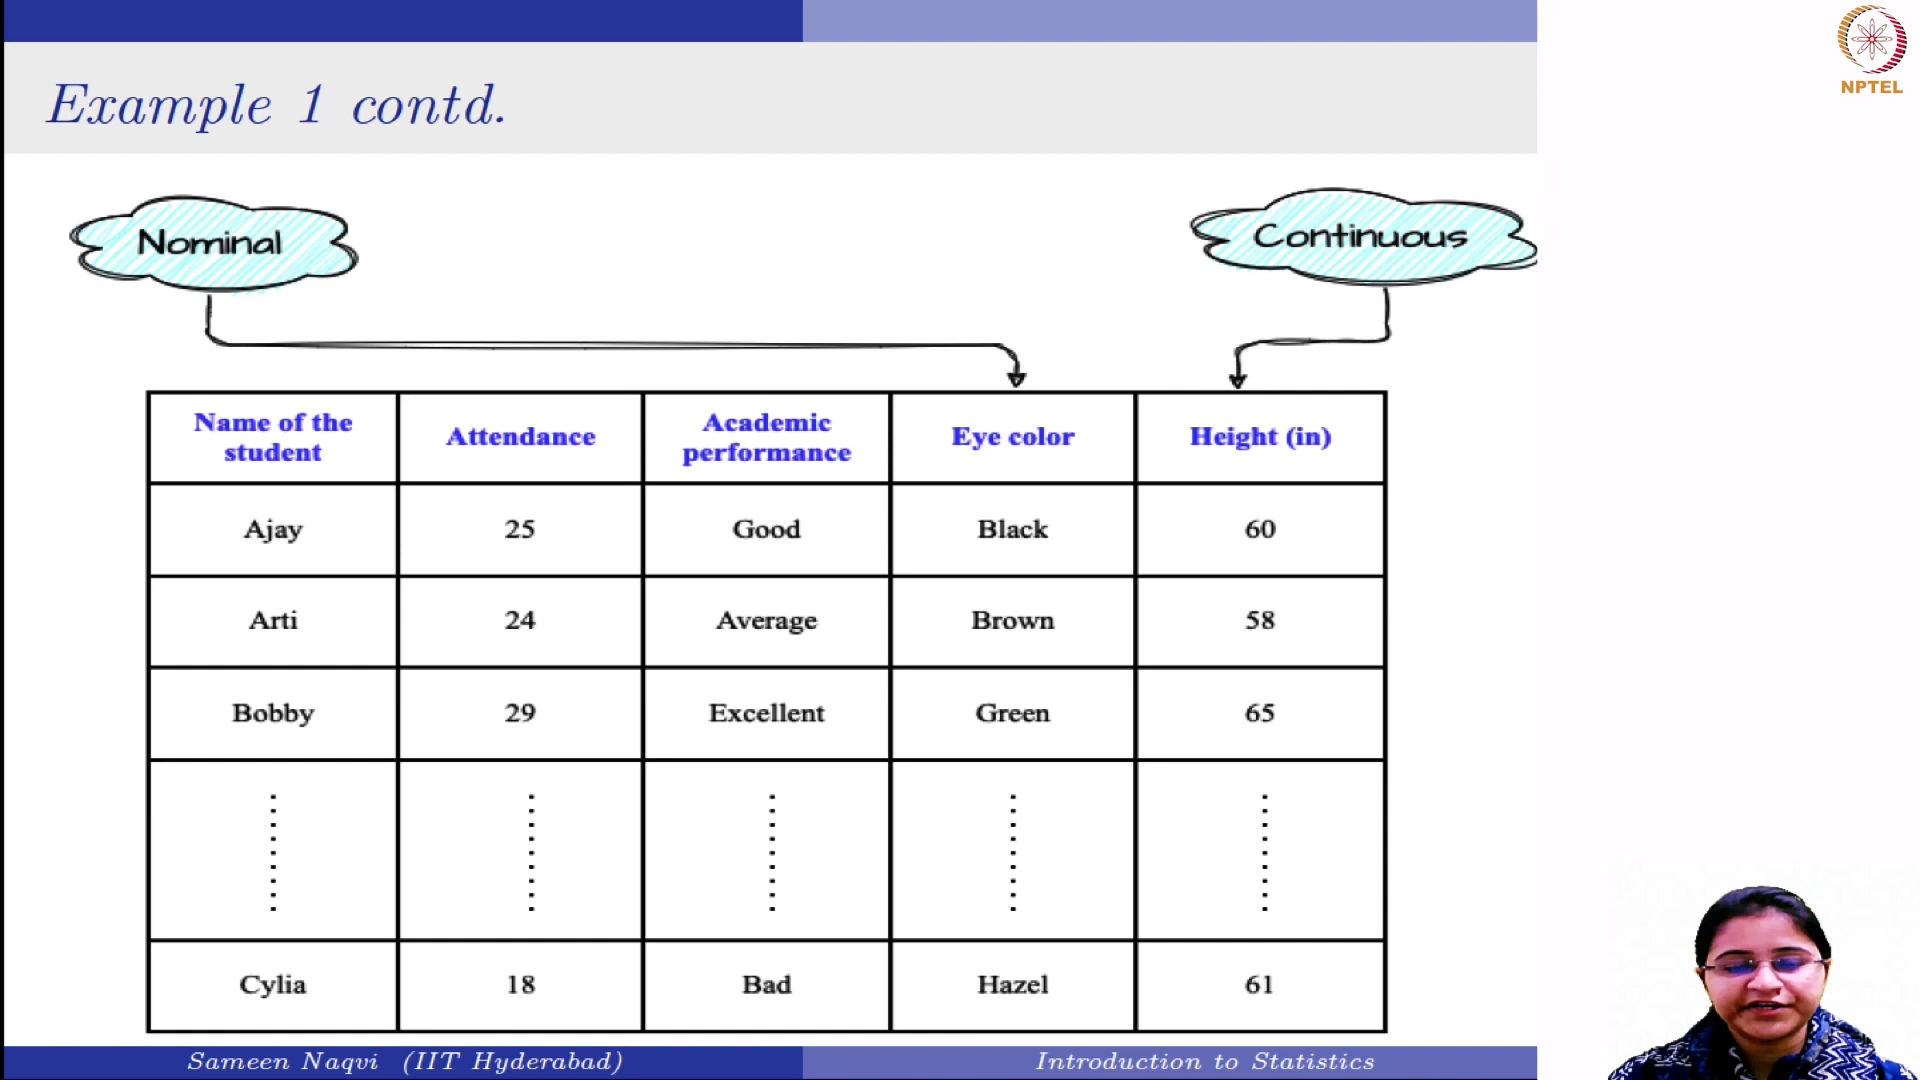 NPTEL
Example 1 contd.
Nominal
Continuous
Name of the student
Attendance
Academic performance
Eye color
Height (in)
Ajay 25 Good Black 60
Arti 24 Average Brown 58
Bobby 29 Excellent Green 65
Cylia 18 Bad Hazel 61
Sameen Naqvi (IIT Hyderabad)
Introduction to Statistics